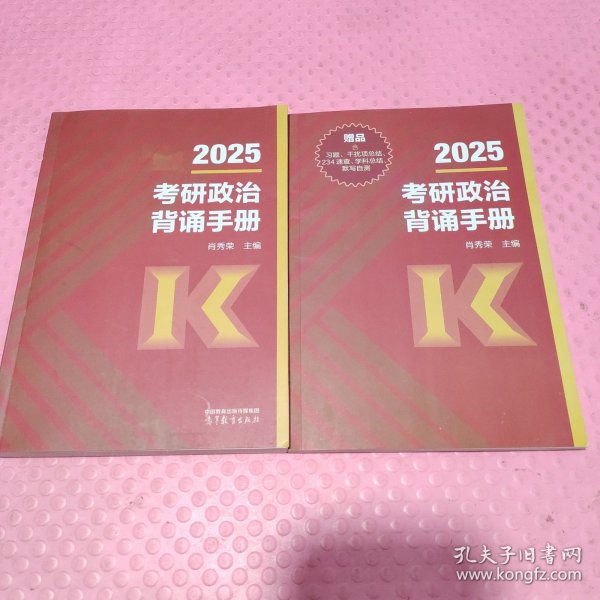 2025
考研政治
背诵手册
肖秀荣 主编
中国教育出版传媒集团
高等教育出版社
赠品
含
习题、干扰项总结、
234速查、学科总结、
默写自测
2025
考研政治
背诵手册
肖秀荣 主编
孔夫子旧书网
www.kongfz.com